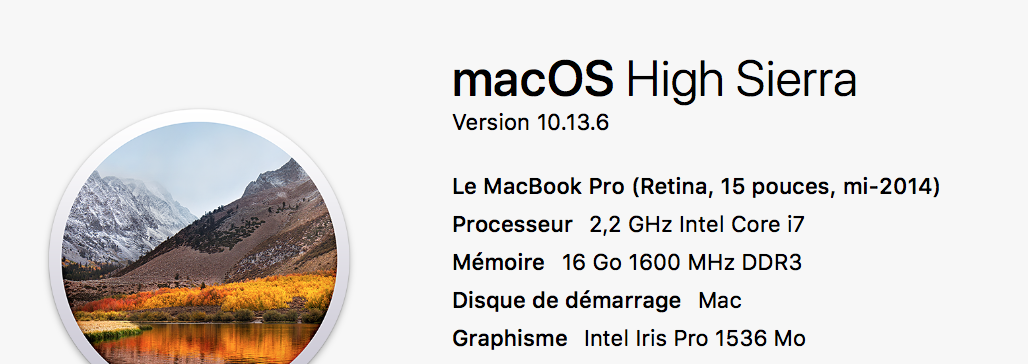 macOS High Sierra
Version 10.13.6
Le MacBook Pro (Retina, 15 pouces, mi-2014)
Processeur 2,2 GHz Intel Core i7
Mémoire 16 Go 1600 MHz DDR3
Disque de démarrage Mac
Graphisme Intel Iris Pro 1536 Mo